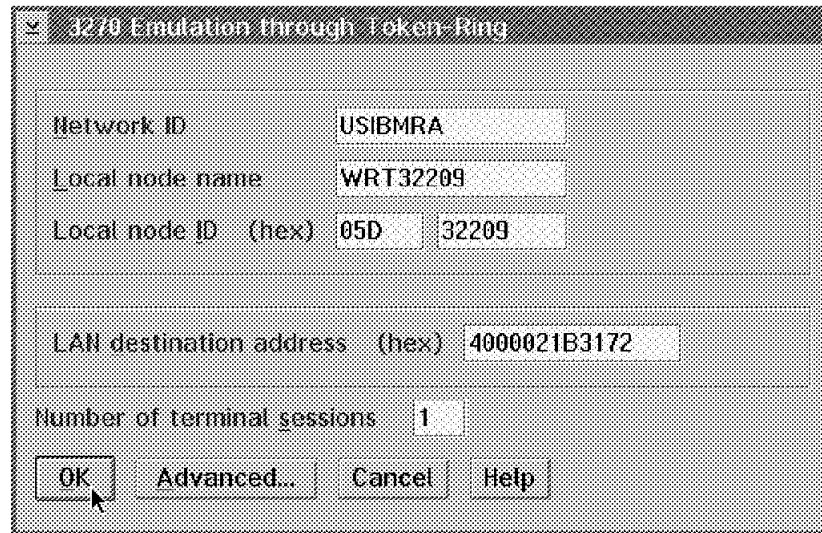 3270 Emulation through Token-Ring
Network ID USIBMRA
Local node name WRT32209
Local node ID (hex) 05D 32209
LAN destination address (hex) 4000021B3172
Number of terminal sessions 1
OK Advanced... Cancel Help